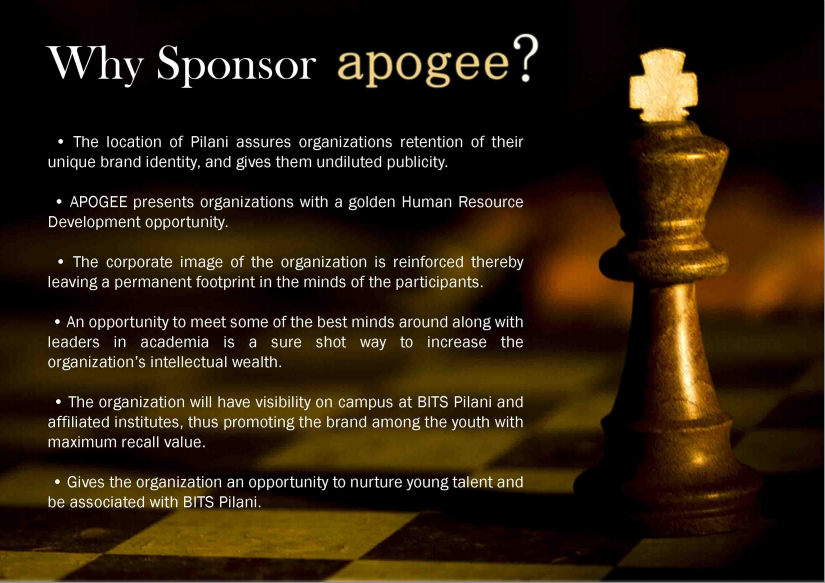 Why Sponsor apogee?
• The location of Pilani assures organizations retention of their
unique brand identity, and gives them undiluted publicity.
• APOGEE presents organizations with a golden Human Resource
Development opportunity.
• The corporate image of the organization is reinforced thereby
leaving a permanent footprint in the minds of the participants.
• An opportunity to meet some of the best minds around along with
leaders in academia is a sure shot way to increase the
organization's intellectual wealth.
• The organization will have visibility on campus at BITS Pilani and
affiliated institutes, thus promoting the brand among the youth with
maximum recall value.
• Gives the organization an opportunity to nurture young talent and
be associated with BITS Pilani.